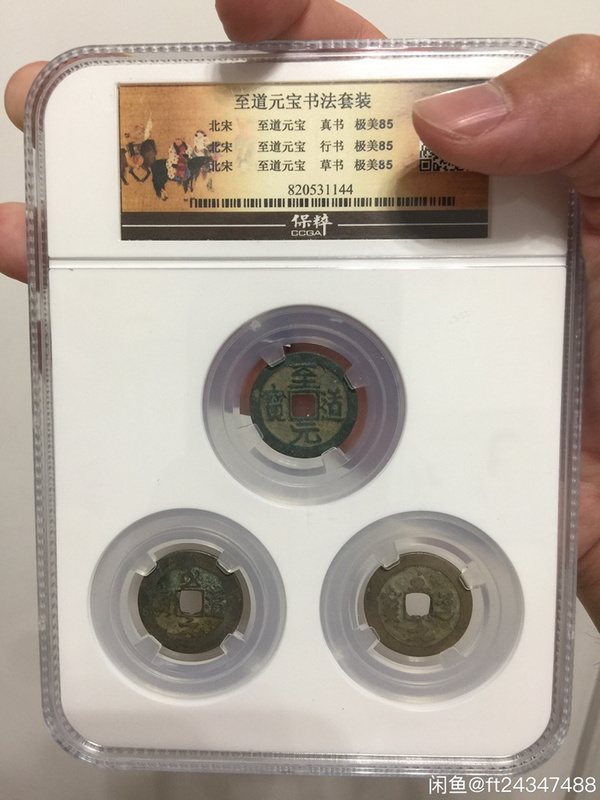 至道元宝书法套装
北宋 至道元宝 真书 极美85
北宋 至道元宝 行书 极美85
北宋 至道元宝 草书 极美85
820531144
保粹
CCGA
至
寳 道
元
闲鱼@ft24347488